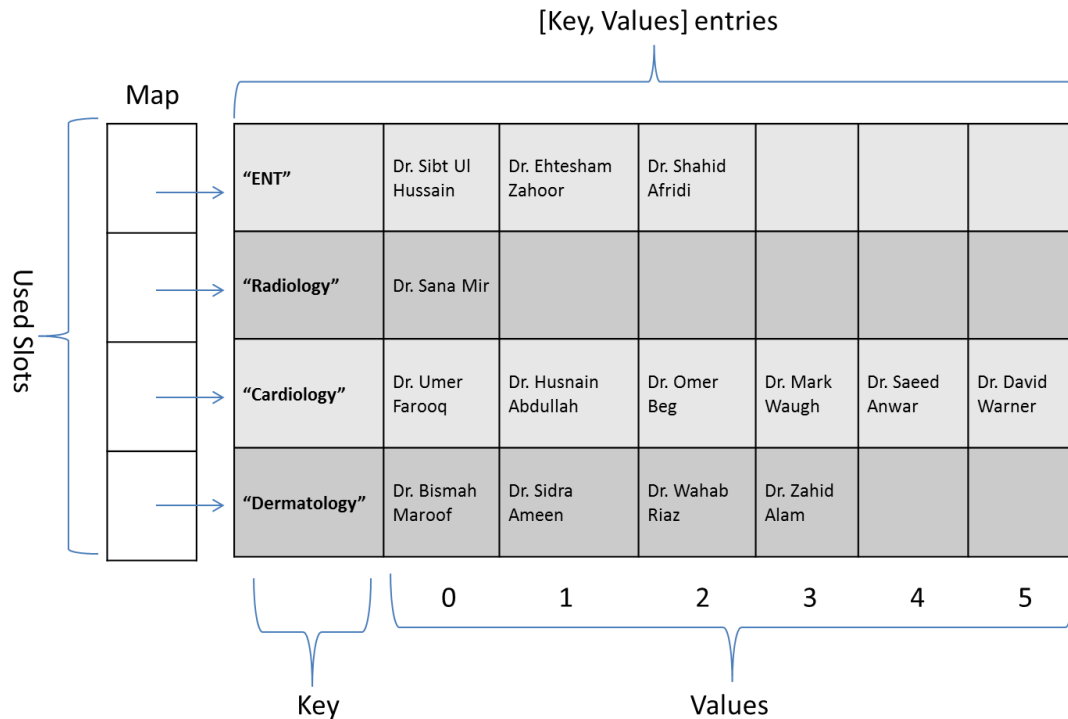 [Key, Values] entries
Map
Used Slots
“ENT”
Dr. Sibt Ul
Hussain
Dr. Ehtesham
Zahoor
Dr. Shahid
Afridi
“Radiology”
Dr. Sana Mir
“Cardiology”
Dr. Umer
Farooq
Dr. Husnain
Abdullah
Dr. Omer
Beg
Dr. Mark
Waugh
Dr. Saeed
Anwar
Dr. David
Warner
“Dermatology”
Dr. Bismah
Maroof
Dr. Sidra
Ameen
Dr. Wahab
Riaz
Dr. Zahid
Alam
0 1 2 3 4 5
Key
Values